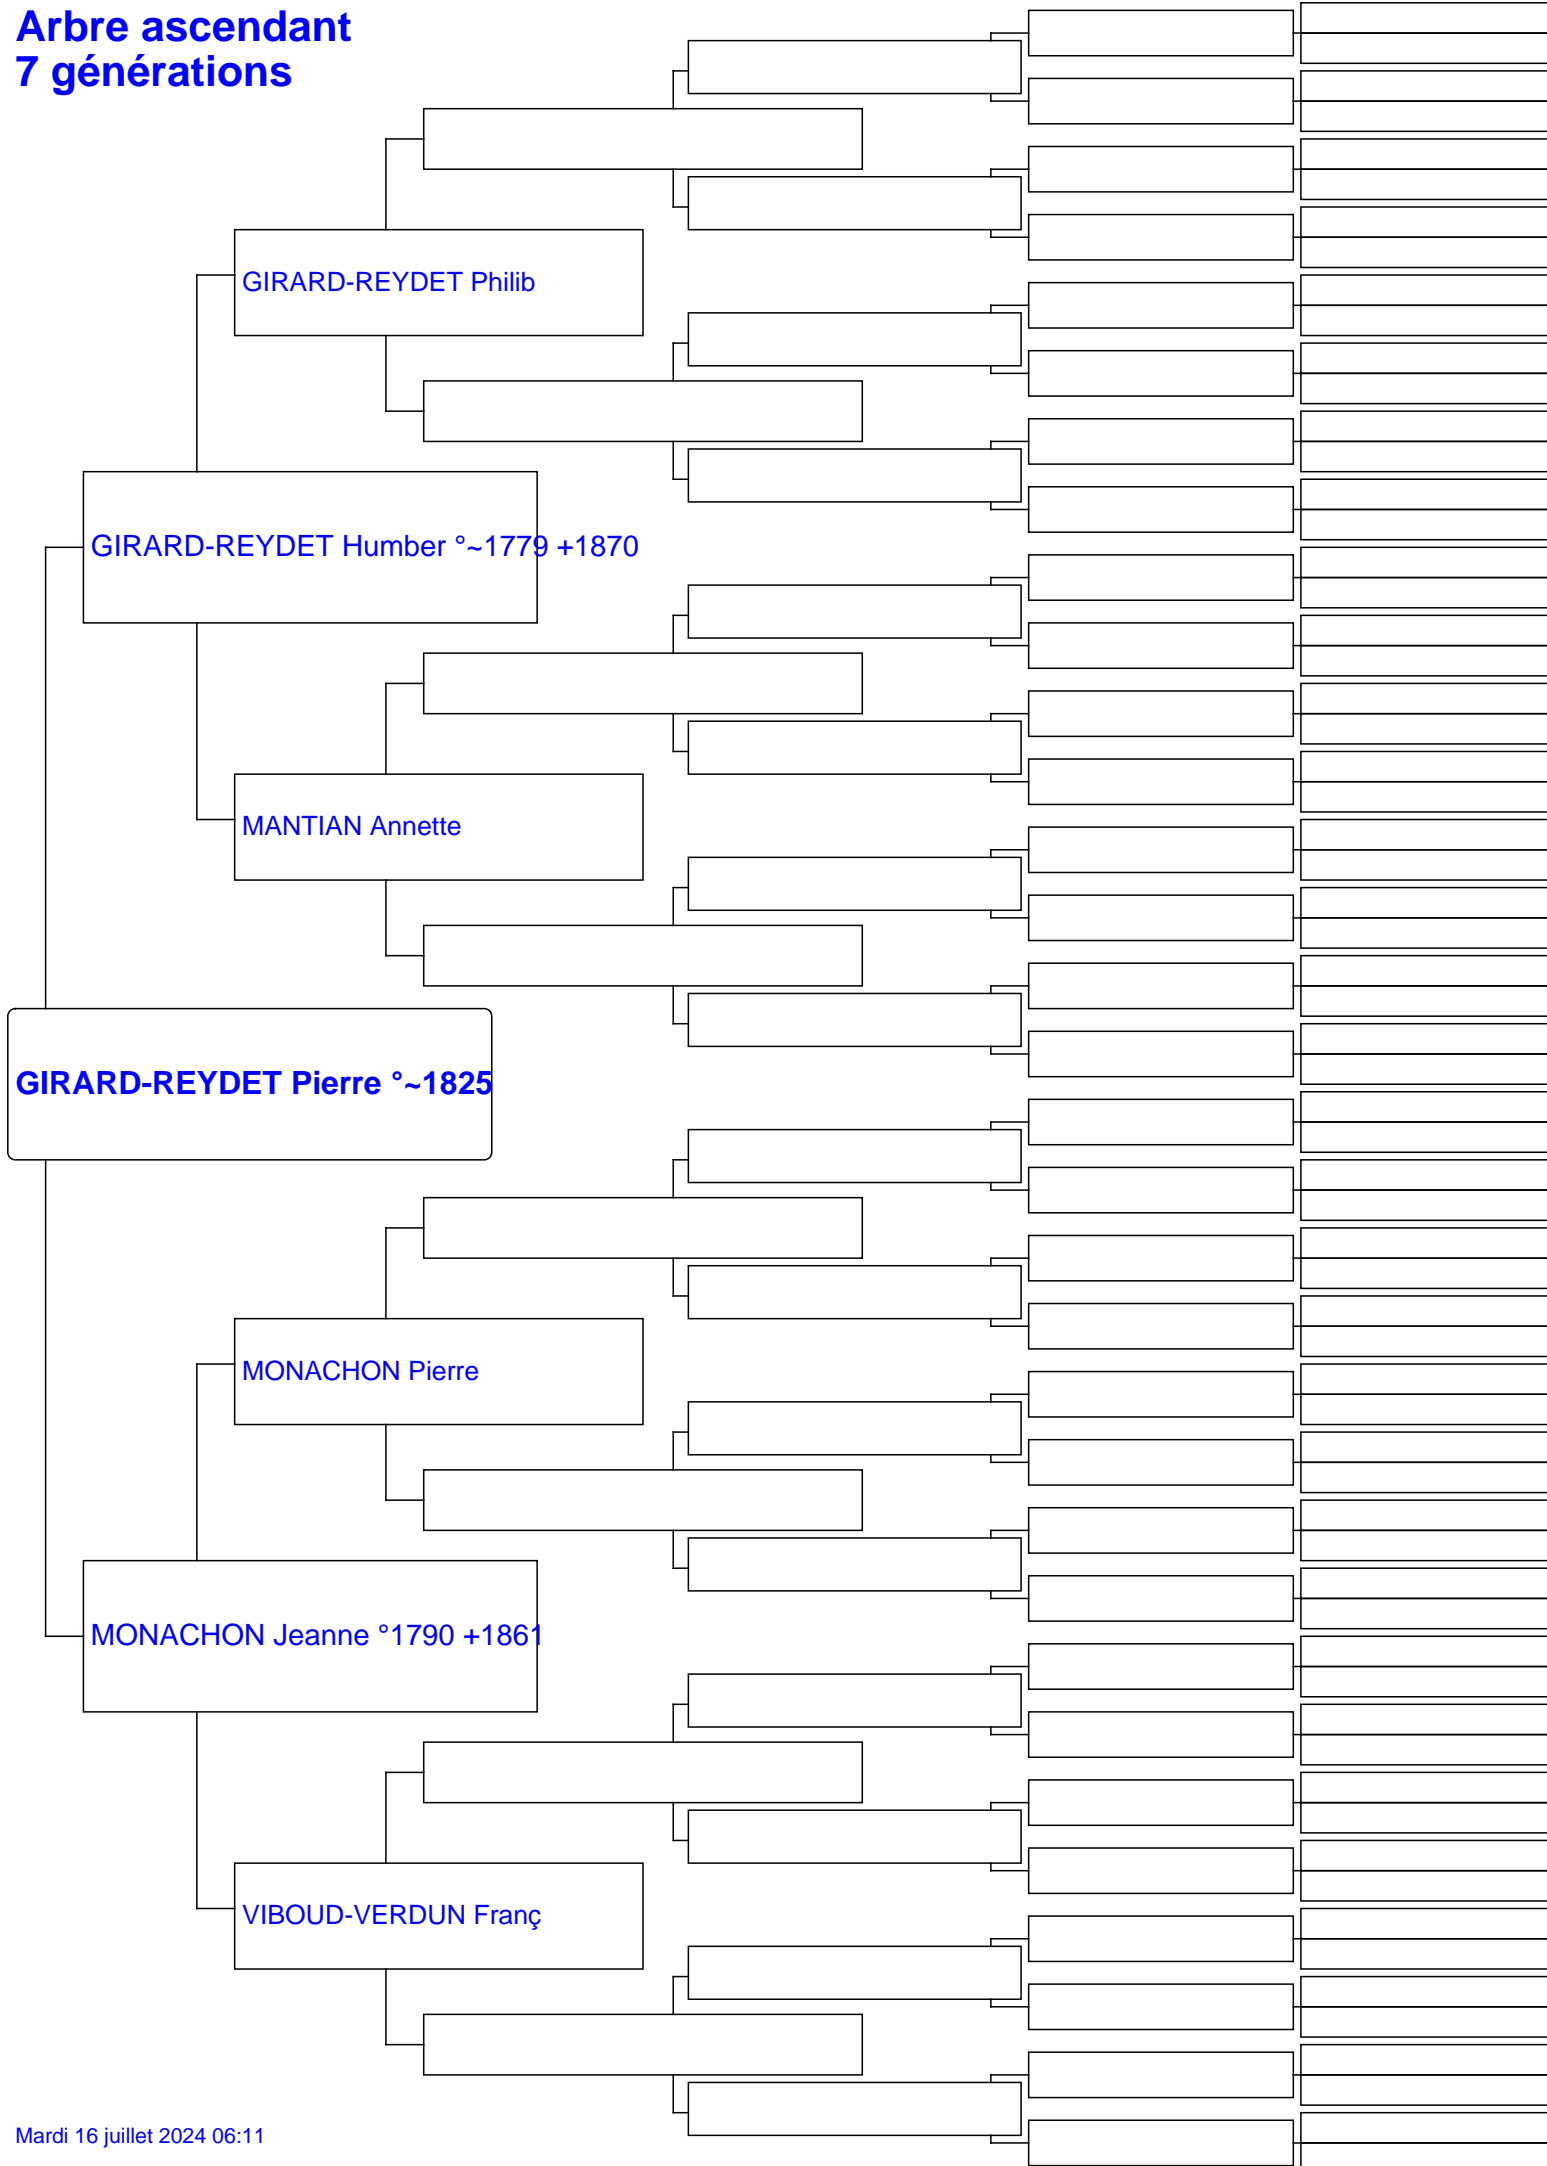 Arbre ascendant
7 générations
GIRARD-REYDET Philib
GIRARD-REYDET Humber °~1779 +1870
MANTIAN Annette
GIRARD-REYDET Pierre °~1825
MONACHON Pierre
MONACHON Jeanne °1790 +1861
VIBOUD-VERDUN Franç
Mardi 16 juillet 2024 06:11